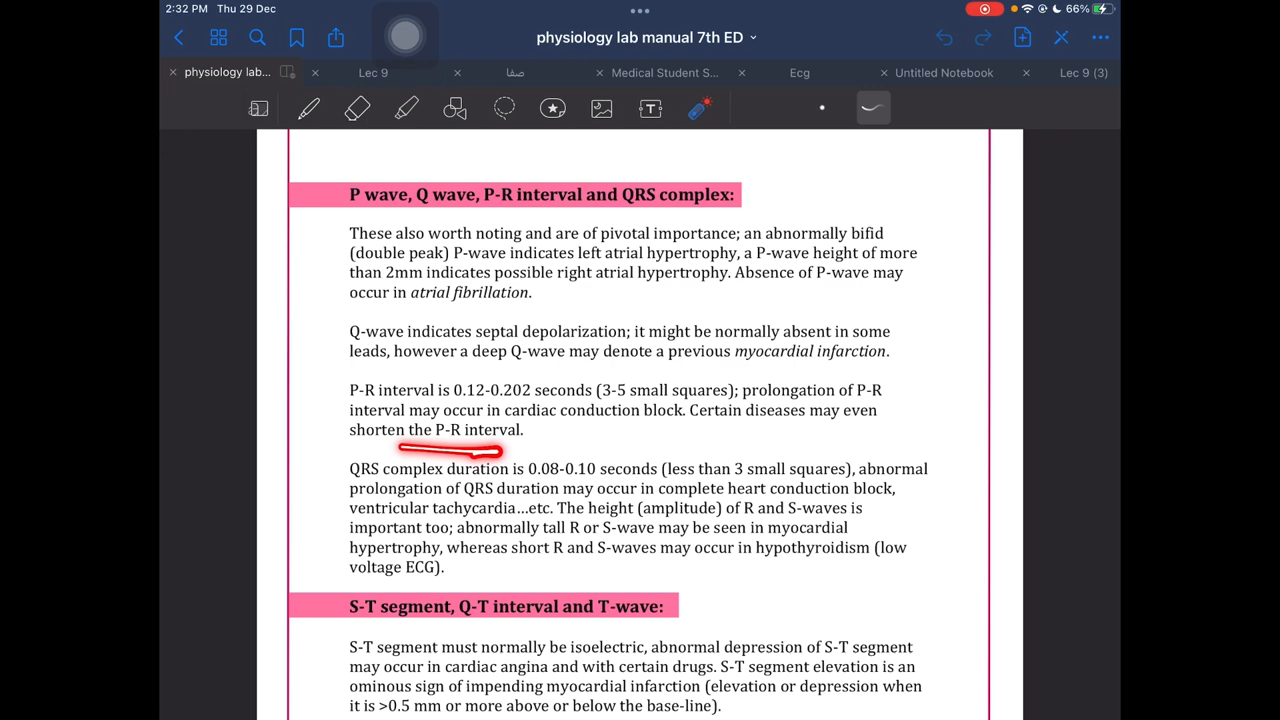 2:32 PM Thu 29 Dec
66%
physiology lab manual 7th ED
physiology lab...
Lec 9
صفا
Medical Student S...
Ecg
Untitled Notebook
Lec 9 (3)
T
P wave, Q wave, P-R interval and QRS complex:
These also worth noting and are of pivotal importance; an abnormally bifid
(double peak) P-wave indicates left atrial hypertrophy, a P-wave height of more
than 2mm indicates possible right atrial hypertrophy. Absence of P-wave may
occur in atrial fibrillation.
Q-wave indicates septal depolarization; it might be normally absent in some
leads, however a deep Q-wave may denote a previous myocardial infarction.
P-R interval is 0.12-0.202 seconds (3-5 small squares); prolongation of P-R
interval may occur in cardiac conduction block. Certain diseases may even
shorten the P-R interval.
QRS complex duration is 0.08-0.10 seconds (less than 3 small squares), abnormal
prolongation of QRS duration may occur in complete heart conduction block,
ventricular tachycardia...etc. The height (amplitude) of R and S-waves is
important too; abnormally tall R or S-wave may be seen in myocardial
hypertrophy, whereas short R and S-waves may occur in hypothyroidism (low
voltage ECG).
S-T segment, Q-T interval and T-wave:
S-T segment must normally be isoelectric, abnormal depression of S-T segment
may occur in cardiac angina and with certain drugs. S-T segment elevation is an
ominous sign of impending myocardial infarction (elevation or depression when
it is >0.5 mm or more above or below the base-line).